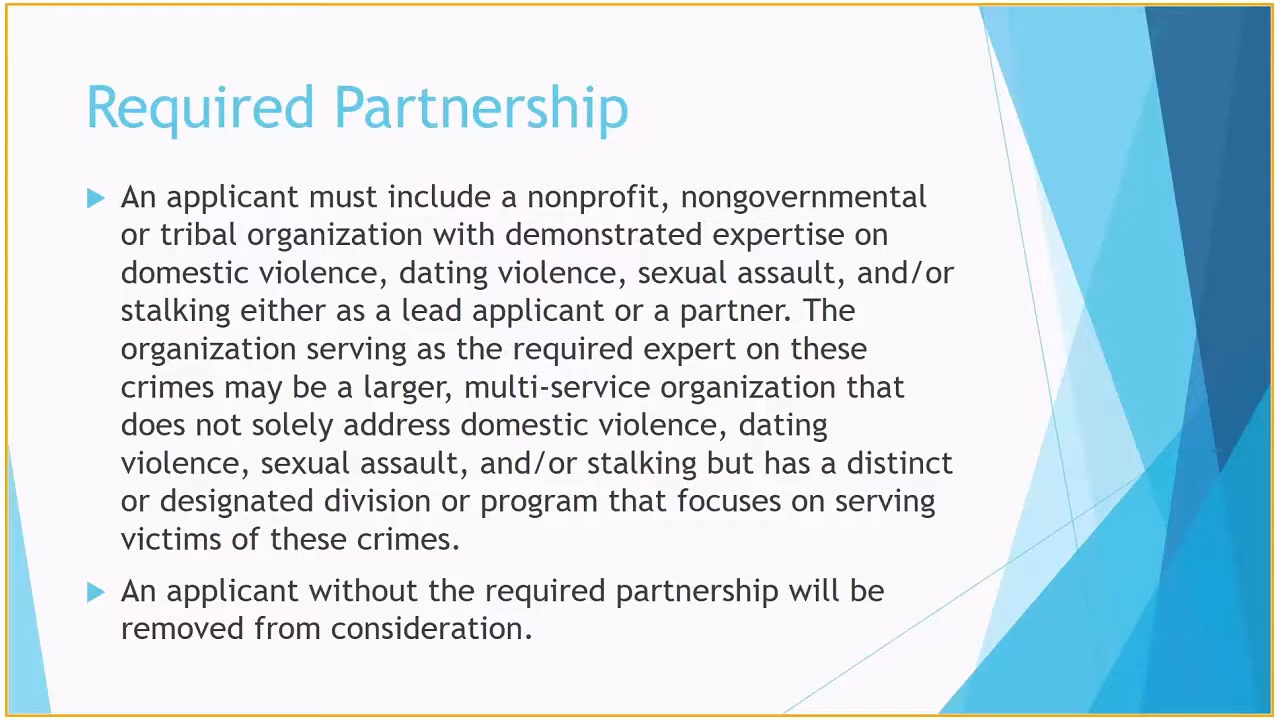 Required Partnership
An applicant must include a nonprofit, nongovernmental
or tribal organization with demonstrated expertise on
domestic violence, dating violence, sexual assault, and/or
stalking either as a lead applicant or a partner. The
organization serving as the required expert on these
crimes may be a larger, multi-service organization that
does not solely address domestic violence, dating
violence, sexual assault, and/or stalking but has a distinct
or designated division or program that focuses on serving
victims of these crimes.
An applicant without the required partnership will be
removed from consideration.